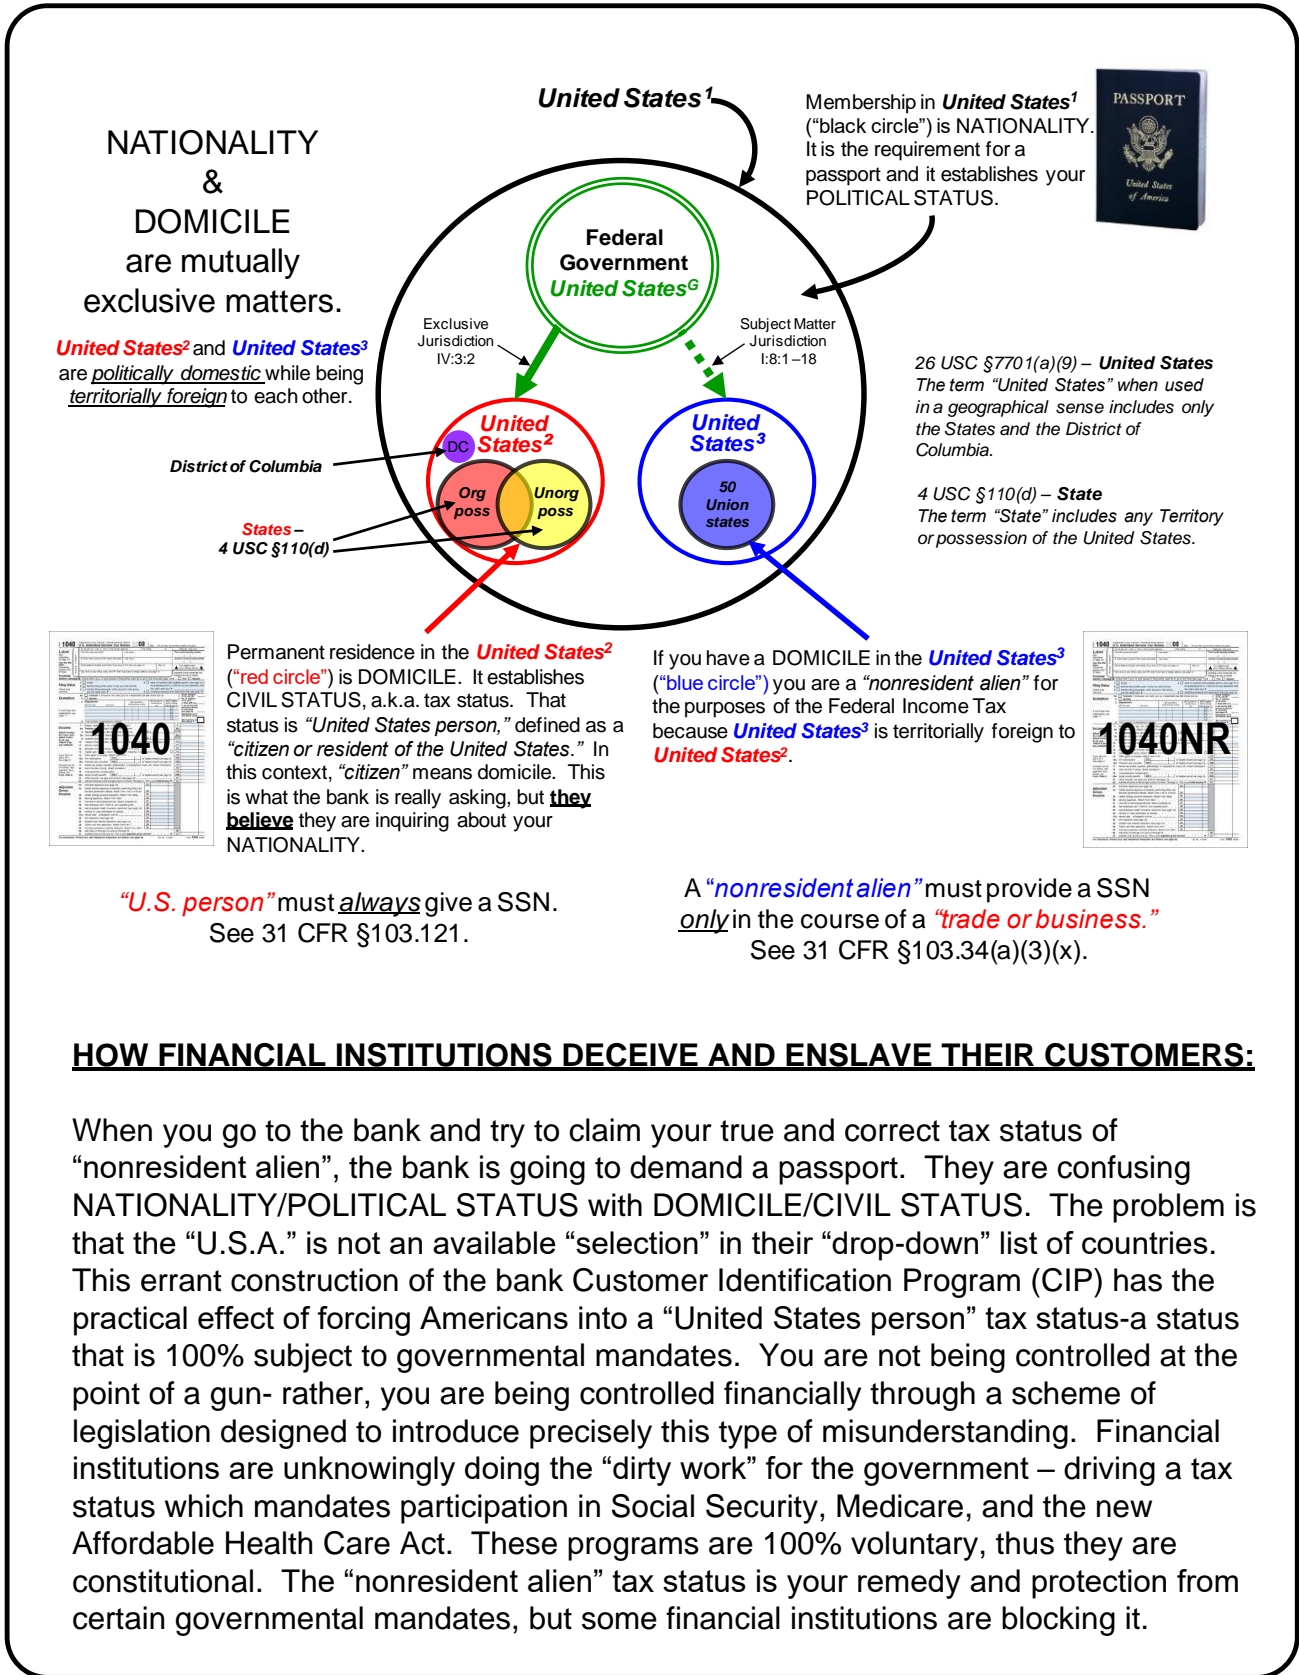 United States1
Membership in United States1
(“black circle”) is NATIONALITY.
It is the requirement for a
passport and it establishes your
POLITICAL STATUS.
PASSPORT
United States
of America
NATIONALITY
&
DOMICILE
are mutually
exclusive matters.
United States2 and United States3
are politically domestic while being
territorially foreign to each other.
Federal
Government
United StatesG
Exclusive
Jurisdiction
IV:3:2
Subject Matter
Jurisdiction
I:8:1 –18
26 USC §7701(a)(9) – United States
The term “United States” when used
in a geographical sense includes only
the States and the District of
Columbia.
4 USC §110(d) – State
The term “State” includes any Territory
or possession of the United States.
United
States2
DC
Org
poss
Unorg
poss
United
States3
50
Union
states
District of Columbia
States –
4 USC §110(d)
1040
1040
Permanent residence in the United States2
(“red circle”) is DOMICILE.  It establishes
CIVIL STATUS, a.k.a. tax status.  That
status is “United States person,” defined as a
“citizen or resident of the United States.”  In
this context, “citizen” means domicile.  This
is what the bank is really asking, but they
believe they are inquiring about your
NATIONALITY.
If you have a DOMICILE in the United States3
(“blue circle”) you are a “nonresident alien” for
the purposes of the Federal Income Tax
because United States3 is territorially foreign to
United States2.
1040
1040NR
“U.S. person” must always give a SSN.
See 31 CFR §103.121.
A “nonresident alien” must provide a SSN
only in the course of a “trade or business.”
See 31 CFR §103.34(a)(3)(x).
HOW FINANCIAL INSTITUTIONS DECEIVE AND ENSLAVE THEIR CUSTOMERS:
When you go to the bank and try to claim your true and correct tax status of
“nonresident alien”, the bank is going to demand a passport.  They are confusing
NATIONALITY/POLITICAL STATUS with DOMICILE/CIVIL STATUS.  The problem is
that the “U.S.A.” is not an available “selection” in their “drop-down” list of countries.
This errant construction of the bank Customer Identification Program (CIP) has the
practical effect of forcing Americans into a “United States person” tax status-a status
that is 100% subject to governmental mandates.  You are not being controlled at the
point of a gun- rather, you are being controlled financially through a scheme of
legislation designed to introduce precisely this type of misunderstanding.  Financial
institutions are unknowingly doing the “dirty work” for the government – driving a tax
status which mandates participation in Social Security, Medicare, and the new
Affordable Health Care Act.  These programs are 100% voluntary, thus they are
constitutional.  The “nonresident alien” tax status is your remedy and protection from
certain governmental mandates, but some financial institutions are blocking it.